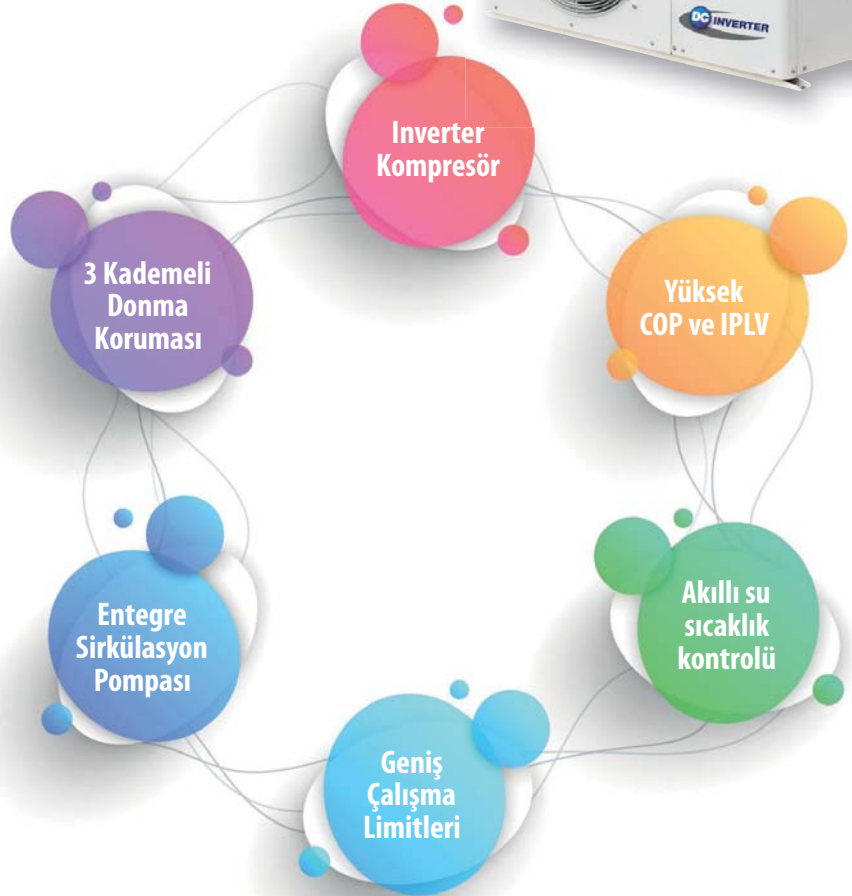 DC INVERTER
Inverter
Kompresör
3 Kademeli
Donma
Koruması
Yüksek
COP ve IPLV
Akıllı su
sıcaklık
kontrolü
Entegre
Sirkülasyon
Pompası
Geniş
Çalışma
Limitleri